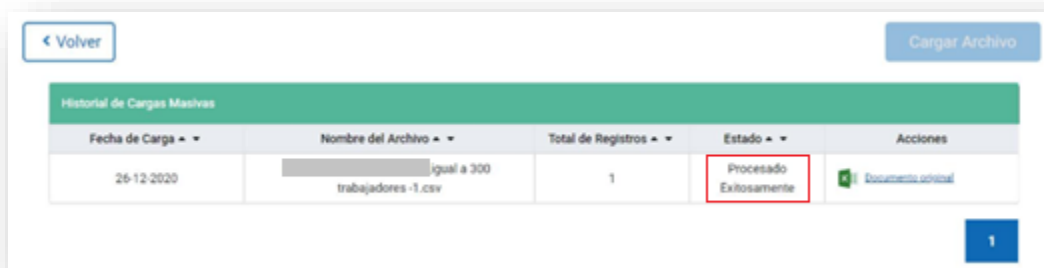 Volver
Cargar Archivo
Historial de Cargas Masivas
Fecha de Carga Nombre del Archivo Total de Registros Estado Acciones
26-12-2020 igual a 300 trabajadores -1.csv 1 Procesado Exitosamente Documento original
1